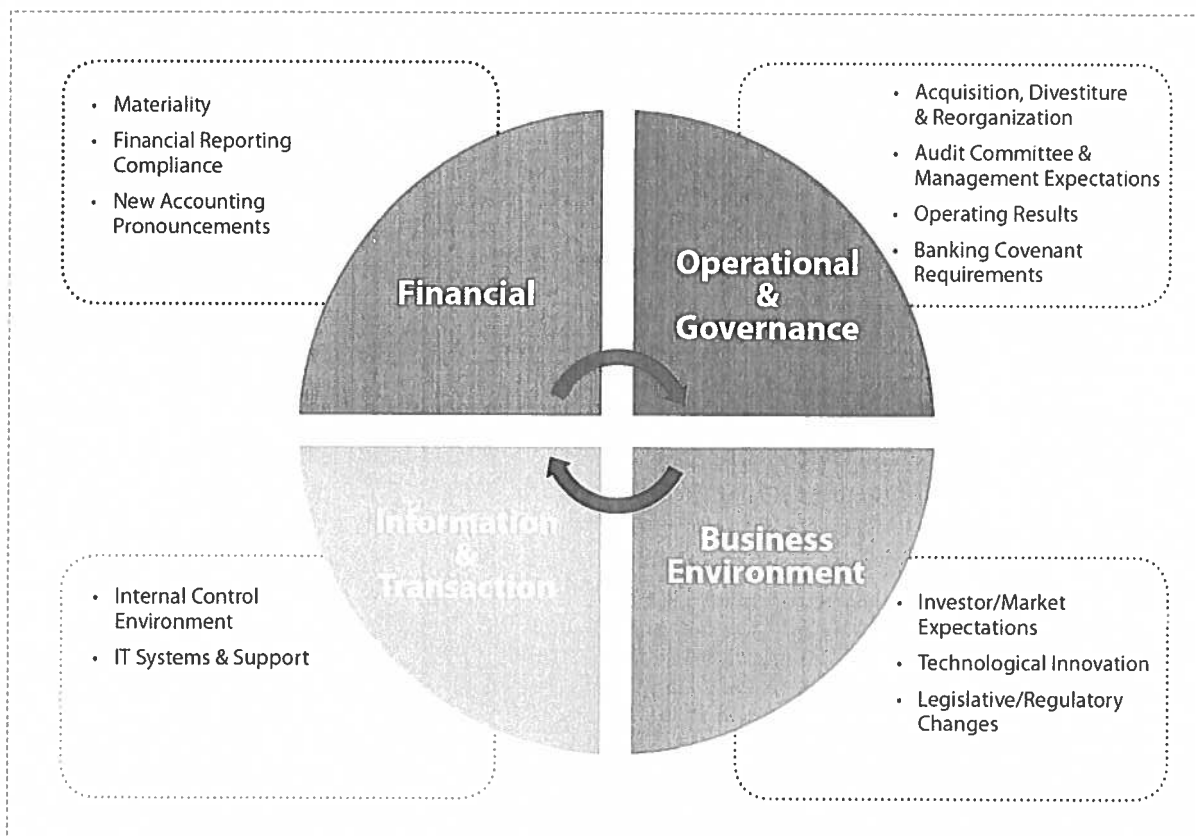 • Materiality
• Financial Reporting
Compliance
• New Accounting
Pronouncements
Financial
• Acquisition, Divestiture
& Reorganization
• Audit Committee &
Management Expectations
• Operating Results
• Banking Covenant
Requirements
Operational
&
Governance
Information
&
Transaction
• Internal Control
Environment
• IT Systems & Support
Business
Environment
• Investor/Market
Expectations
• Technological Innovation
• Legislative/Regulatory
Changes